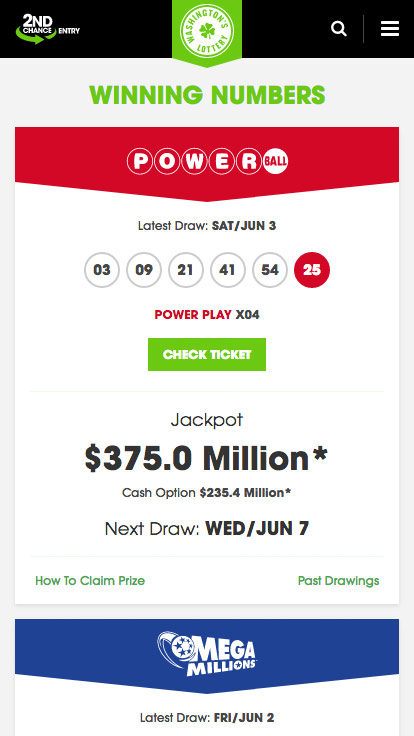 2ND
CHANCE ENTRY
WASHINGTON'S
LOTTERY
WINNING NUMBERS
POWER BALL
Latest Draw: SAT/JUN 3
03 09 21 41 54 25
POWER PLAY X04
CHECK TICKET
Jackpot
$375.0 Million*
Cash Option $235.4 Million*
Next Draw: WED/JUN 7
How To Claim Prize Past Drawings
MEGA
MILLIONS
Latest Draw: FRI/JUN 2